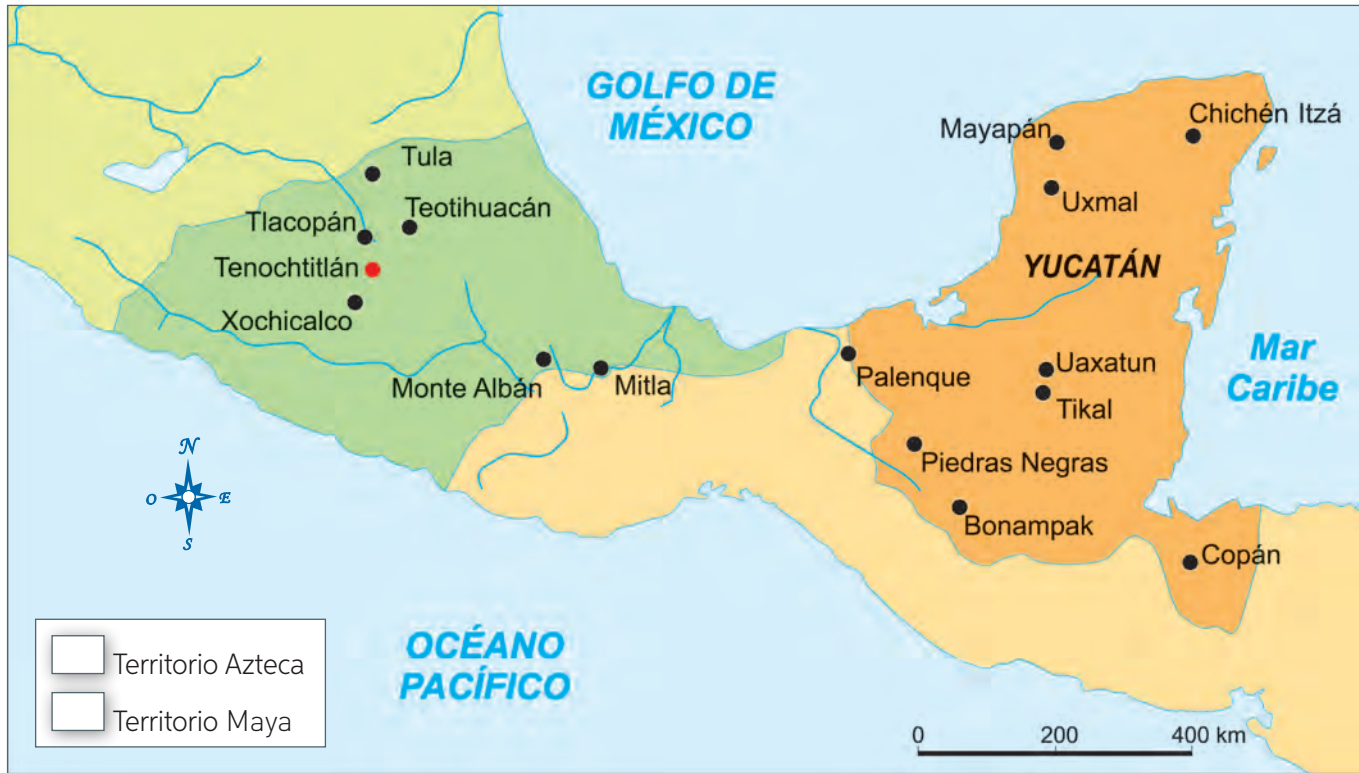 GOLFO DE
MÉXICO
Chichén Itzá
Mayapán
Tula
Teotihuacán
Uxmal
Tlacopán
Tenochtitlán
YUCATÁN
Xochicalco
Mar
Caribe
Palenque
Uaxatun
Monte Albán
Mitla
Tikal
Piedras Negras
N
O
E
S
Bonampak
Copán
OCÉANO
PACÍFICO
Territorio Azteca
Territorio Maya
0 200 400 km